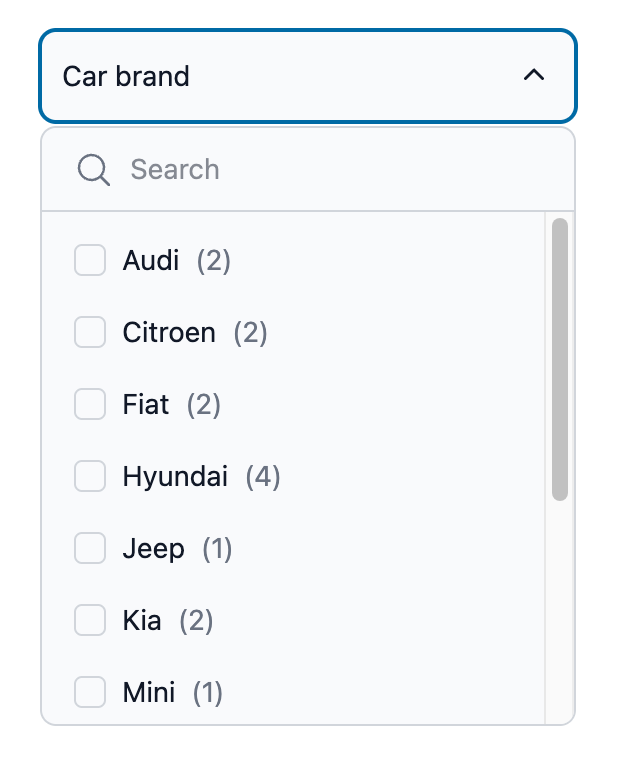 Car brand
Search
Audi (2)
Citroen (2)
Fiat (2)
Hyundai (4)
Jeep (1)
Kia (2)
Mini (1)